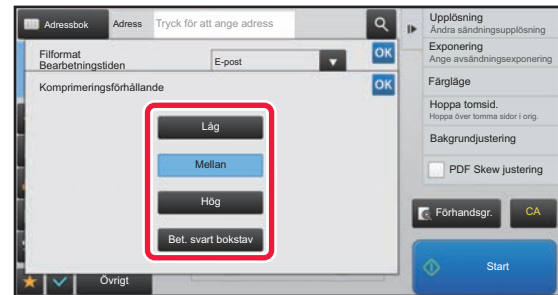 Adressbok
Adress
Tryck för att ange adress
Filformat
Bearbetningstiden
E-post
OK
Komprimeringsförhållande
OK
Låg
Mellan
Hög
Bet. svart bokstav
Övrigt
Upplösning
Ändra sändningsupplösning
Exponering
Ange avsändningsexponering
Färgläge
Hoppa tomsid.
Hoppa över tomma sidor i orig.
Bakgrundjustering
PDF Skew justering
Förhandsgr.
CA
Start